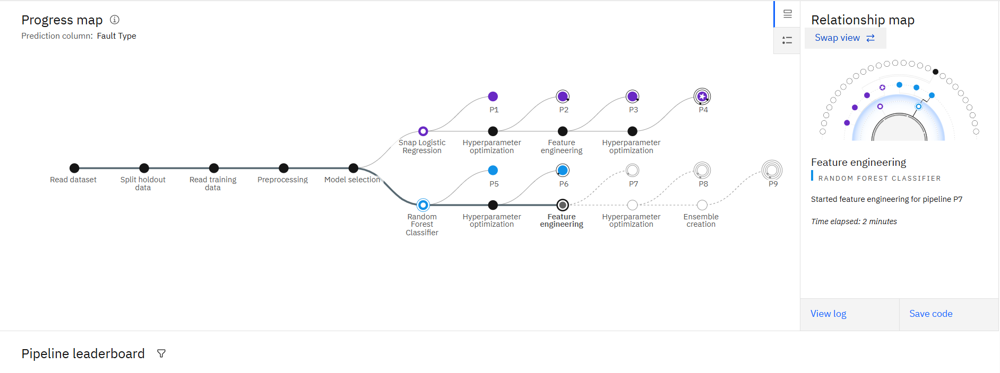 Progress map
Prediction column: Fault Type
Relationship map
Swap view
P1
P2
P3
P4
Snap Logistic
Regression
Hyperparameter
optimization
Feature
engineering
Hyperparameter
optimization
Read dataset
Split holdout
data
Read training
data
Preprocessing
Model selection
P5
P6
P7
P8
P9
Random
Forest
Classifier
Hyperparameter
optimization
Feature
engineering
Hyperparameter
optimization
Ensemble
creation
Feature engineering
RANDOM FOREST CLASSIFIER
Started feature engineering for pipeline P7
Time elapsed: 2 minutes
View log
Save code
Pipeline leaderboard